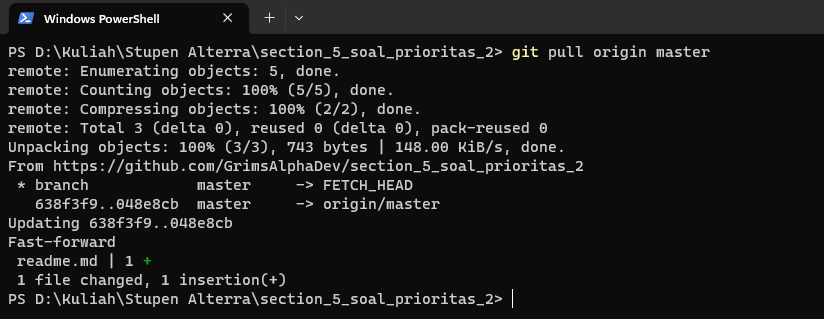 Windows PowerShell
PS D:\Kuliah\Stupen Alterra\section_5_soal_prioritas_2> git pull origin master
remote: Enumerating objects: 5, done.
remote: Counting objects: 100% (5/5), done.
remote: Compressing objects: 100% (2/2), done.
remote: Total 3 (delta 0), reused 0 (delta 0), pack-reused 0
Unpacking objects: 100% (3/3), 743 bytes | 148.00 KiB/s, done.
From https://github.com/GrimsAlphaDev/section_5_soal_prioritas_2
 * branch            master     -> FETCH_HEAD
   638f3f9..048e8cb  master     -> origin/master
Updating 638f3f9..048e8cb
Fast-forward
 readme.md | 1 +
 1 file changed, 1 insertion(+)
PS D:\Kuliah\Stupen Alterra\section_5_soal_prioritas_2>